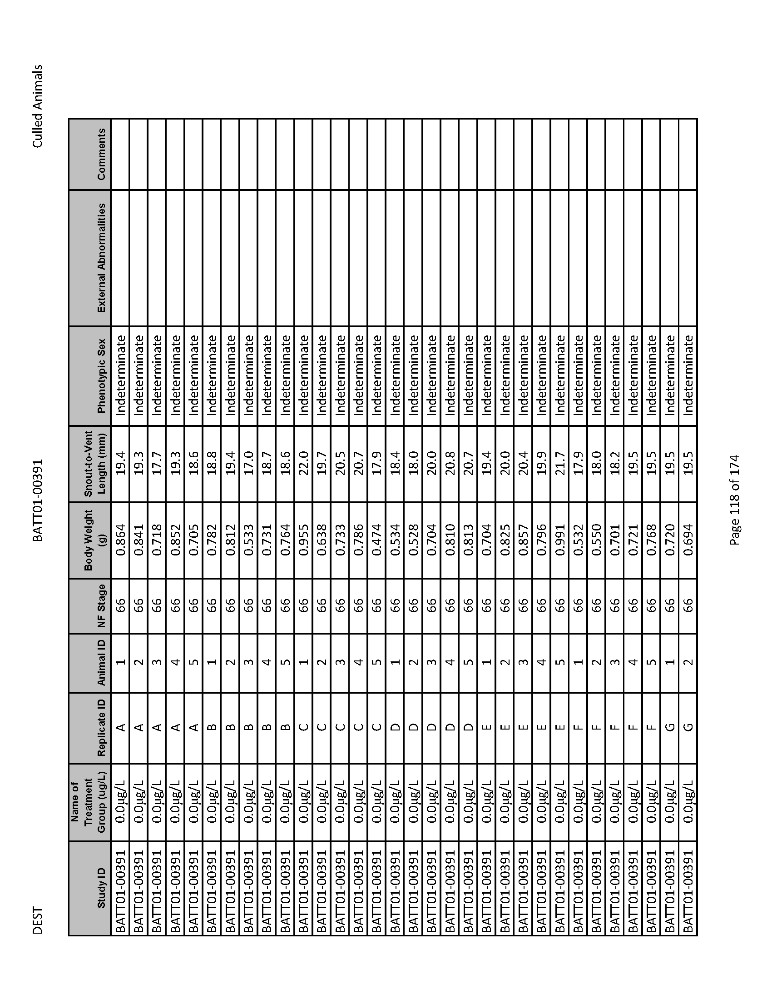 DEST BATT01-00391 Culled Animals
Study ID Name of Treatment Group (ug/L) Replicate ID Animal ID NF Stage Body Weight (g) Snout-to-Vent Length (mm) Phenotypic Sex External Abnormalities Comments
BATT01-00391 0.0µg/L A 1 66 0.864 19.4 Indeterminate
BATT01-00391 0.0µg/L A 2 66 0.841 19.3 Indeterminate
BATT01-00391 0.0µg/L A 3 66 0.718 17.7 Indeterminate
BATT01-00391 0.0µg/L A 4 66 0.852 19.3 Indeterminate
BATT01-00391 0.0µg/L A 5 66 0.705 18.6 Indeterminate
BATT01-00391 0.0µg/L B 1 66 0.782 18.8 Indeterminate
BATT01-00391 0.0µg/L B 2 66 0.812 19.4 Indeterminate
BATT01-00391 0.0µg/L B 3 66 0.533 17.0 Indeterminate
BATT01-00391 0.0µg/L B 4 66 0.731 18.7 Indeterminate
BATT01-00391 0.0µg/L B 5 66 0.764 18.6 Indeterminate
BATT01-00391 0.0µg/L C 1 66 0.955 22.0 Indeterminate
BATT01-00391 0.0µg/L C 2 66 0.638 19.7 Indeterminate
BATT01-00391 0.0µg/L C 3 66 0.733 20.5 Indeterminate
BATT01-00391 0.0µg/L C 4 66 0.786 20.7 Indeterminate
BATT01-00391 0.0µg/L C 5 66 0.474 17.9 Indeterminate
BATT01-00391 0.0µg/L D 1 66 0.534 18.4 Indeterminate
BATT01-00391 0.0µg/L D 2 66 0.528 18.0 Indeterminate
BATT01-00391 0.0µg/L D 3 66 0.704 20.0 Indeterminate
BATT01-00391 0.0µg/L D 4 66 0.810 20.8 Indeterminate
BATT01-00391 0.0µg/L D 5 66 0.813 20.7 Indeterminate
BATT01-00391 0.0µg/L E 1 66 0.704 19.4 Indeterminate
BATT01-00391 0.0µg/L E 2 66 0.825 20.0 Indeterminate
BATT01-00391 0.0µg/L E 3 66 0.857 20.4 Indeterminate
BATT01-00391 0.0µg/L E 4 66 0.796 19.9 Indeterminate
BATT01-00391 0.0µg/L E 5 66 0.991 21.7 Indeterminate
BATT01-00391 0.0µg/L F 1 66 0.532 17.9 Indeterminate
BATT01-00391 0.0µg/L F 2 66 0.550 18.0 Indeterminate
BATT01-00391 0.0µg/L F 3 66 0.701 18.2 Indeterminate
BATT01-00391 0.0µg/L F 4 66 0.721 19.5 Indeterminate
BATT01-00391 0.0µg/L F 5 66 0.768 19.5 Indeterminate
BATT01-00391 0.0µg/L G 1 66 0.720 19.5 Indeterminate
BATT01-00391 0.0µg/L G 2 66 0.694 19.5 Indeterminate
Page 118 of 174